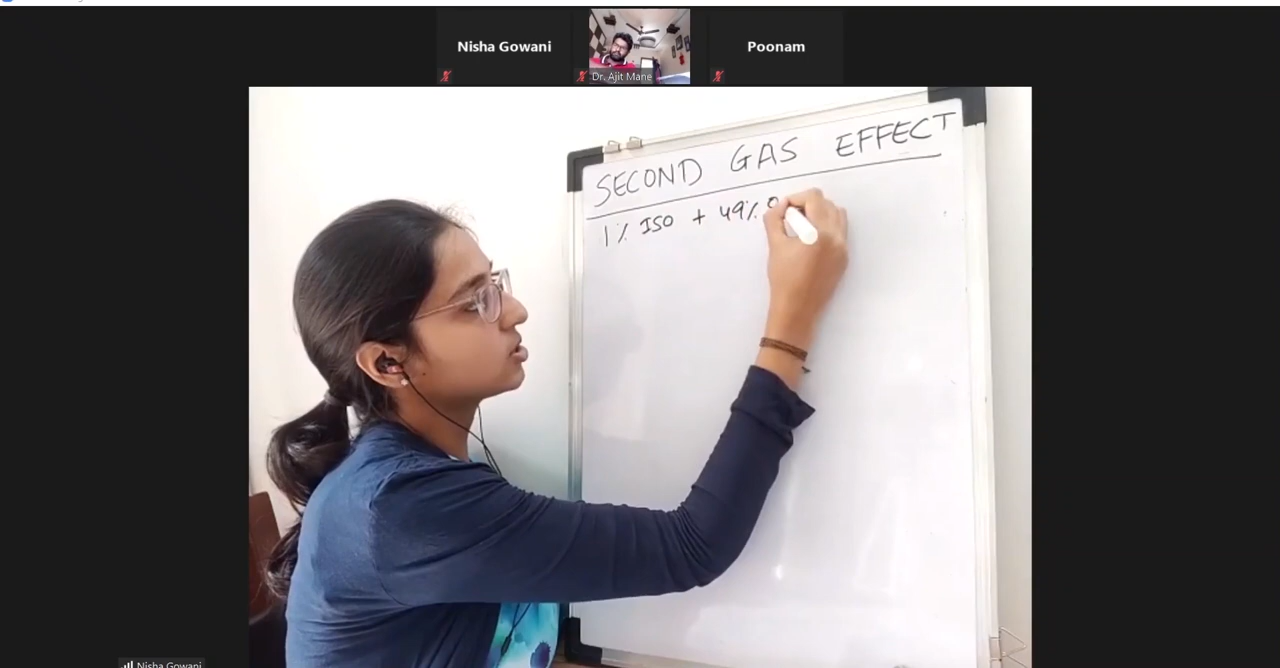 Nisha Gowani
Dr. Ajit Mane
Poonam
SECOND GAS EFFECT
1% ISO + 49%
Nisha Gowani